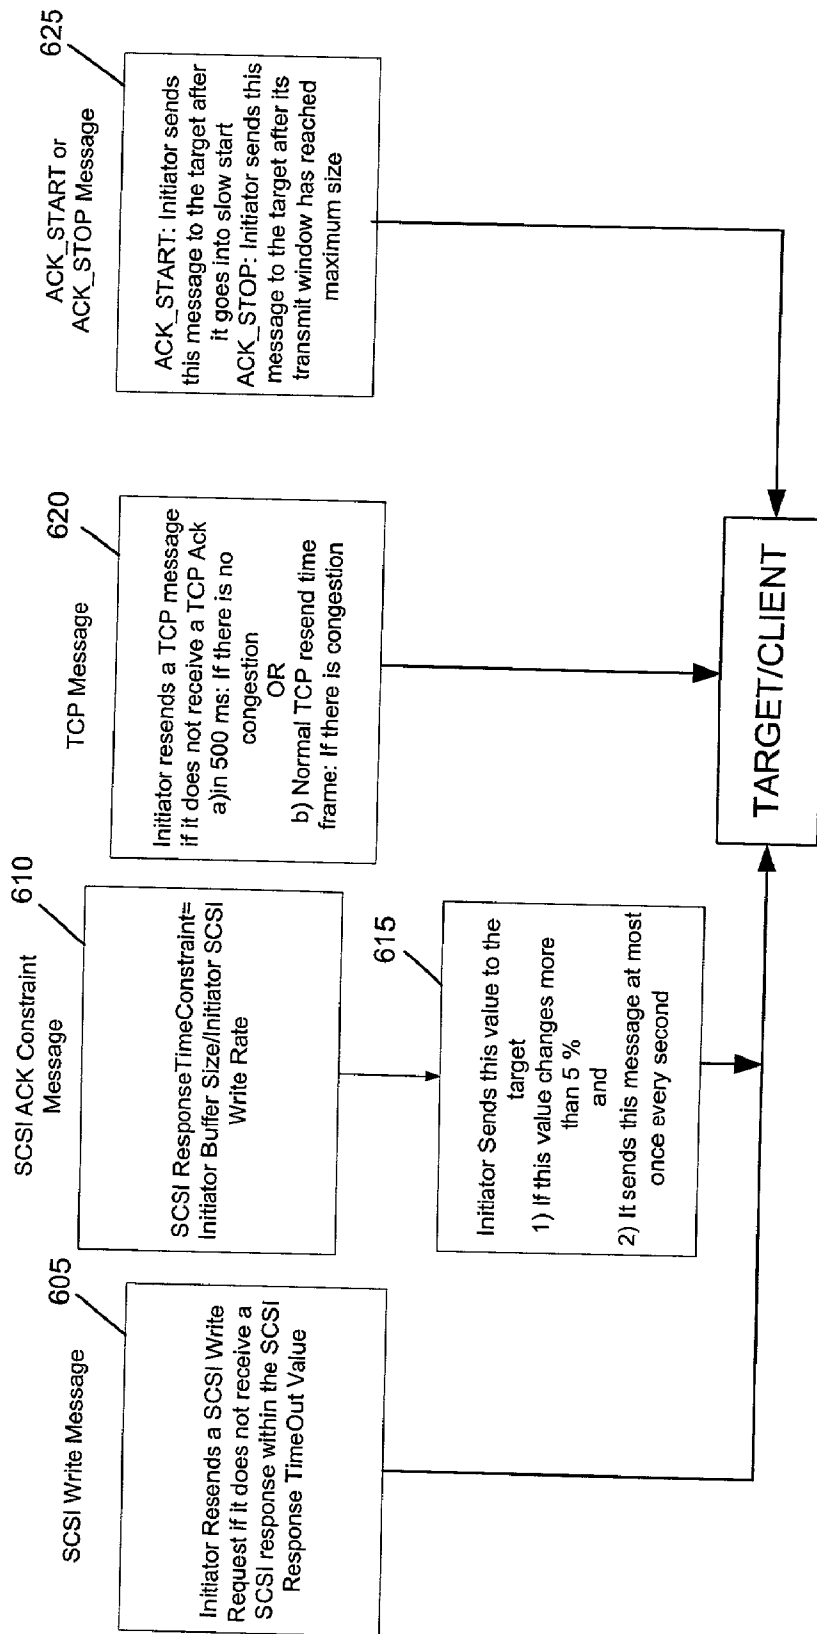 SCSI Write Message
605
Initiator Resends a SCSI Write
Request if it does not receive a
SCSI response within the SCSI
Response TimeOut Value
SCSI ACK Constraint
Message
610
SCSI ResponseTimeConstraint=
Initiator Buffer Size/Initiator SCSI
Write Rate
615
Initiator Sends this value to the
target
1) If this value changes more
than 5 %
and
2) It sends this message at most
once every second
TCP Message
620
Initiator resends a TCP message
if it does not receive a TCP Ack
a)in 500 ms: If there is no
congestion
OR
b) Normal TCP resend time
frame: If there is congestion
ACK_START or
ACK_STOP Message
625
ACK_START: Initiator sends
this message to the target after
it goes into slow start
ACK_STOP: Initiator sends this
message to the target after its
transmit window has reached
maximum size
TARGET/CLIENT